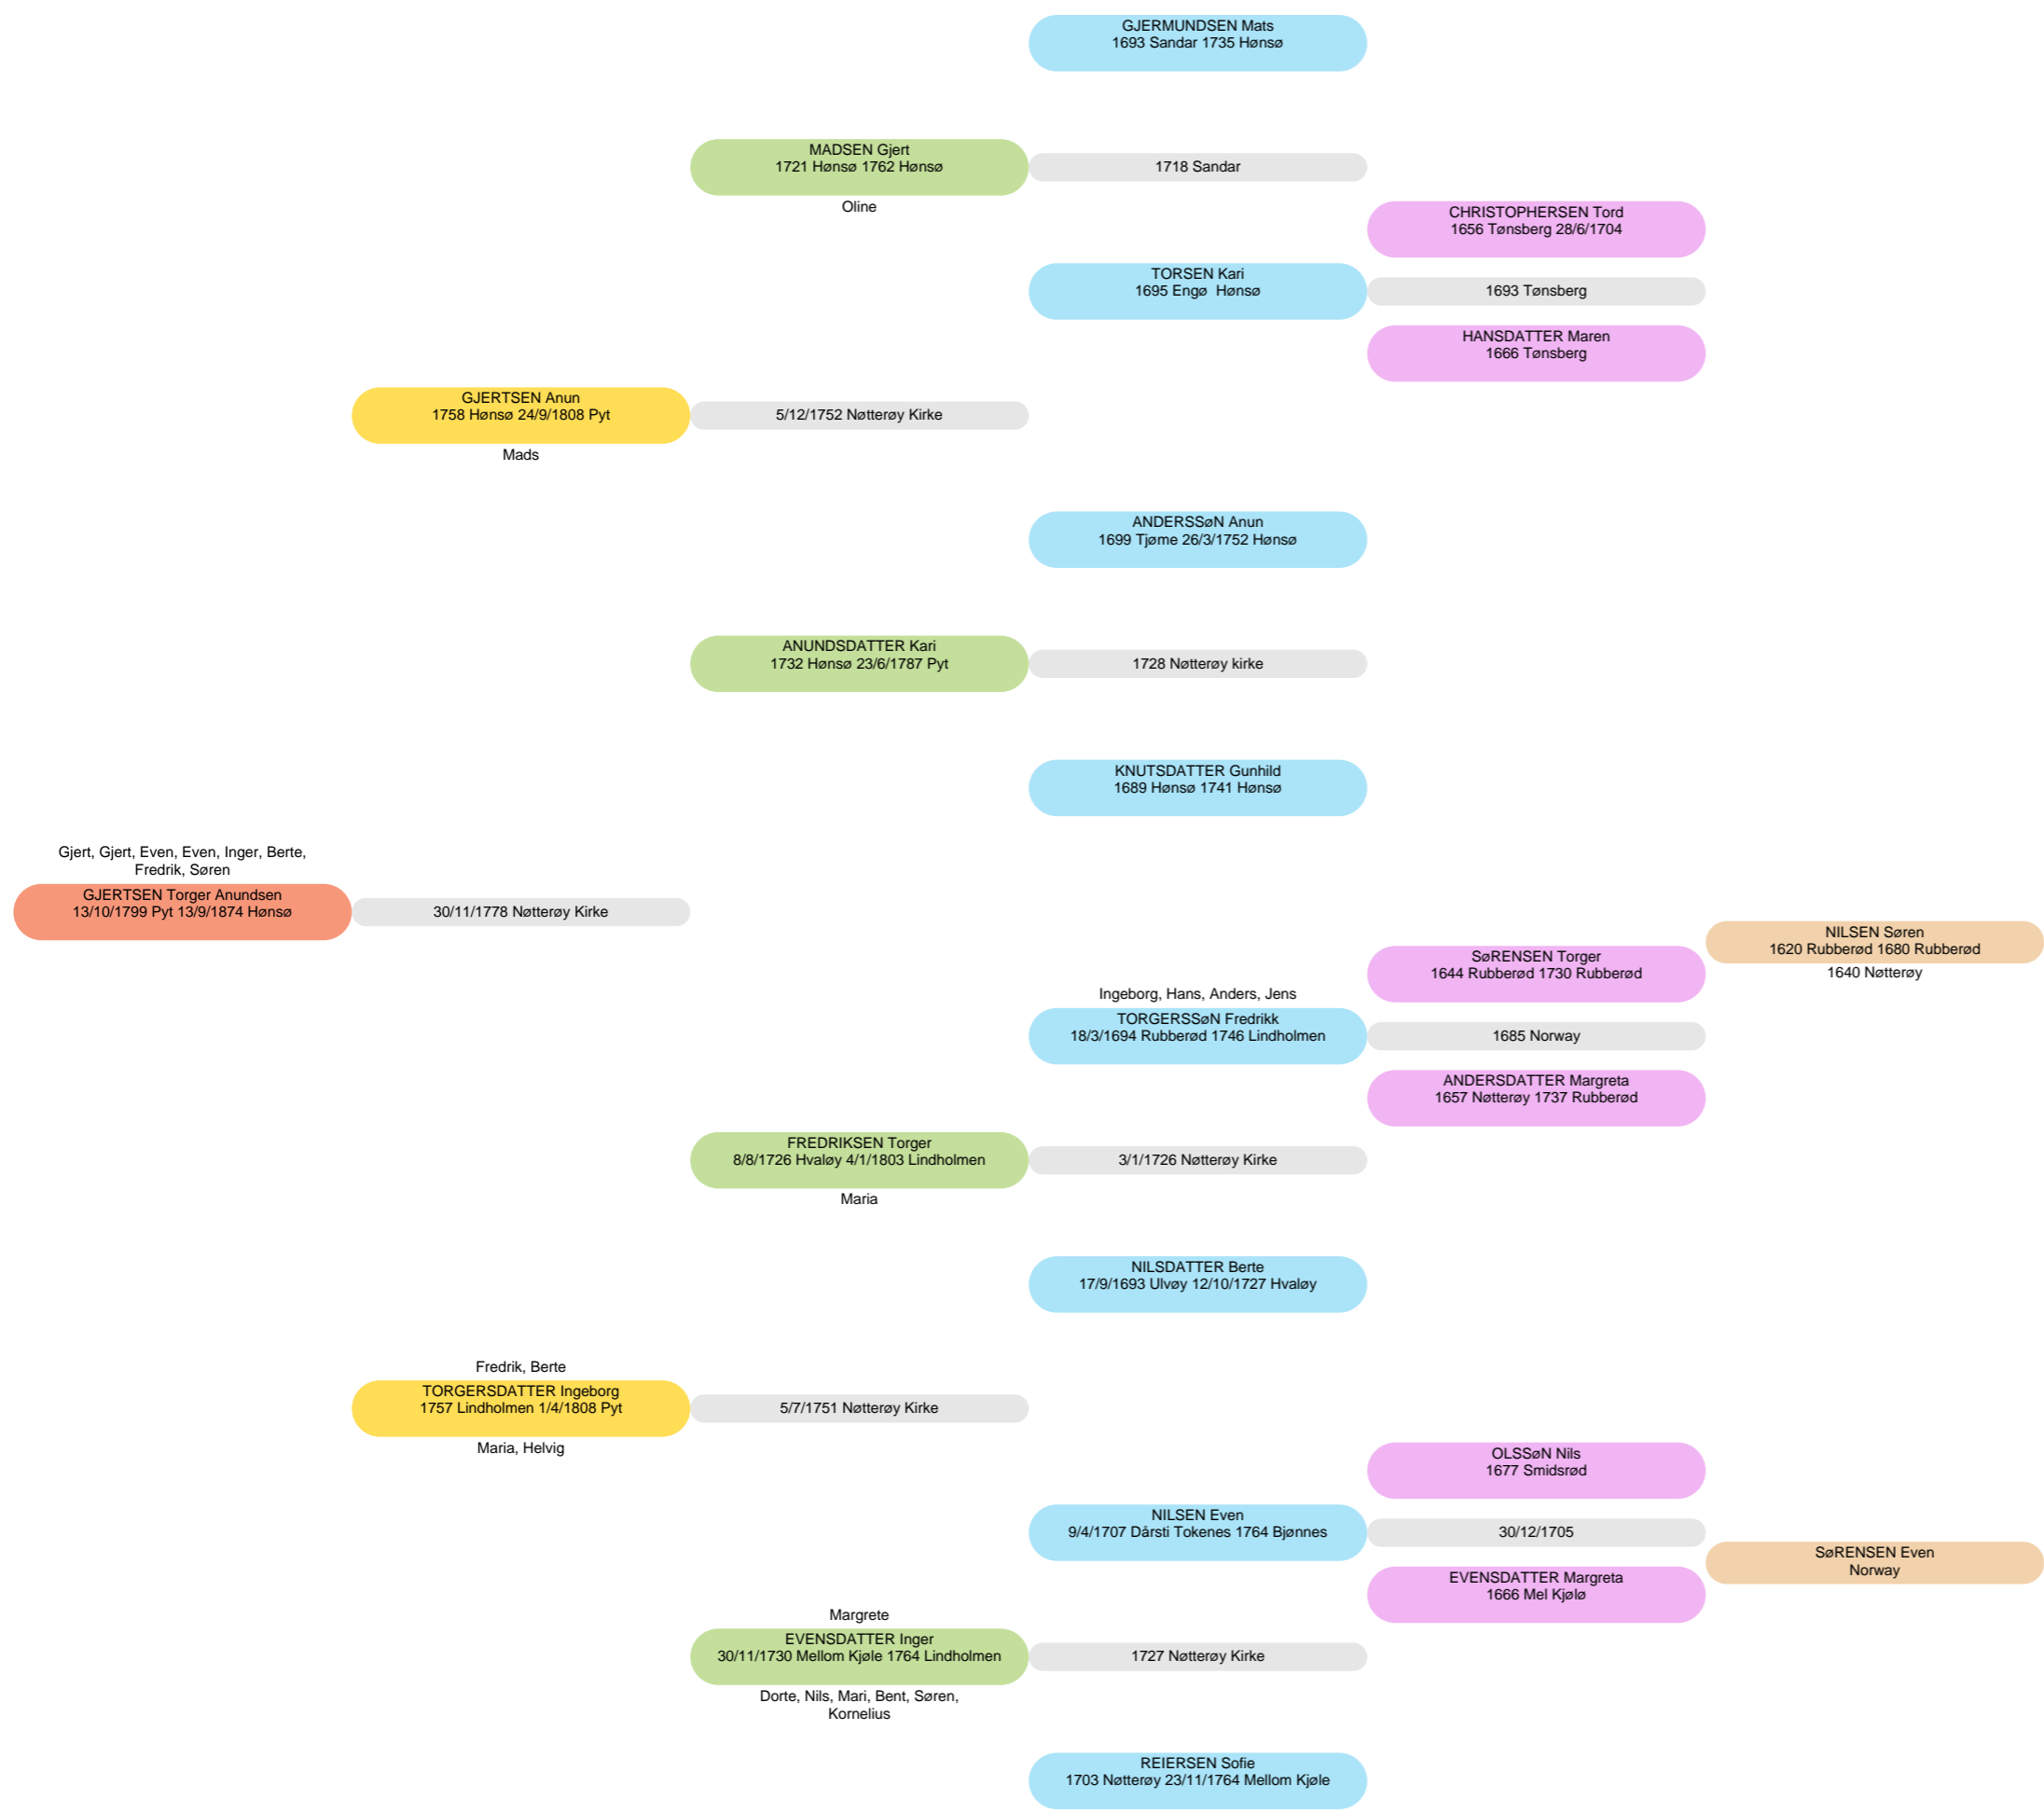 GJERMUNDSEN Mats
1693 Sandar 1735 Hønsø
MADSEN Gjert
1721 Hønsø 1762 Hønsø
1718 Sandar
Oline
CHRISTOPHERSEN Tord
1656 Tønsberg 28/6/1704
TORSEN Kari
1695 Engø  Hønsø
1693 Tønsberg
HANSDATTER Maren
1666 Tønsberg
GJERTSEN Anun
1758 Hønsø 24/9/1808 Pyt
5/12/1752 Nøtterøy Kirke
Mads
ANDERSSøN Anun
1699 Tjøme 26/3/1752 Hønsø
ANUNDSDATTER Kari
1732 Hønsø 23/6/1787 Pyt
1728 Nøtterøy kirke
KNUTSDATTER Gunhild
1689 Hønsø 1741 Hønsø
Gjert, Gjert, Even, Even, Inger, Berte,
Fredrik, Søren
GJERTSEN Torger Anundsen
13/10/1799 Pyt 13/9/1874 Hønsø
30/11/1778 Nøtterøy Kirke
NILSEN Søren
1620 Rubberød 1680 Rubberød
1640 Nøtterøy
SøRENSEN Torger
1644 Rubberød 1730 Rubberød
Ingeborg, Hans, Anders, Jens
TORGERSSøN Fredrikk
18/3/1694 Rubberød 1746 Lindholmen
1685 Norway
ANDERSDATTER Margreta
1657 Nøtterøy 1737 Rubberød
FREDRIKSEN Torger
8/8/1726 Hvaløy 4/1/1803 Lindholmen
3/1/1726 Nøtterøy Kirke
Maria
NILSDATTER Berte
17/9/1693 Ulvøy 12/10/1727 Hvaløy
Fredrik, Berte
TORGERSDATTER Ingeborg
1757 Lindholmen 1/4/1808 Pyt
5/7/1751 Nøtterøy Kirke
Maria, Helvig
OLSSøN Nils
1677 Smidsrød
NILSEN Even
9/4/1707 Dårsti Tokenes 1764 Bjønnes
30/12/1705
SøRENSEN Even
Norway
EVENSDATTER Margreta
1666 Mel Kjølø
Margrete
EVENSDATTER Inger
30/11/1730 Mellom Kjøle 1764 Lindholmen
1727 Nøtterøy Kirke
Dorte, Nils, Mari, Bent, Søren,
Kornelius
REIERSEN Sofie
1703 Nøtterøy 23/11/1764 Mellom Kjøle